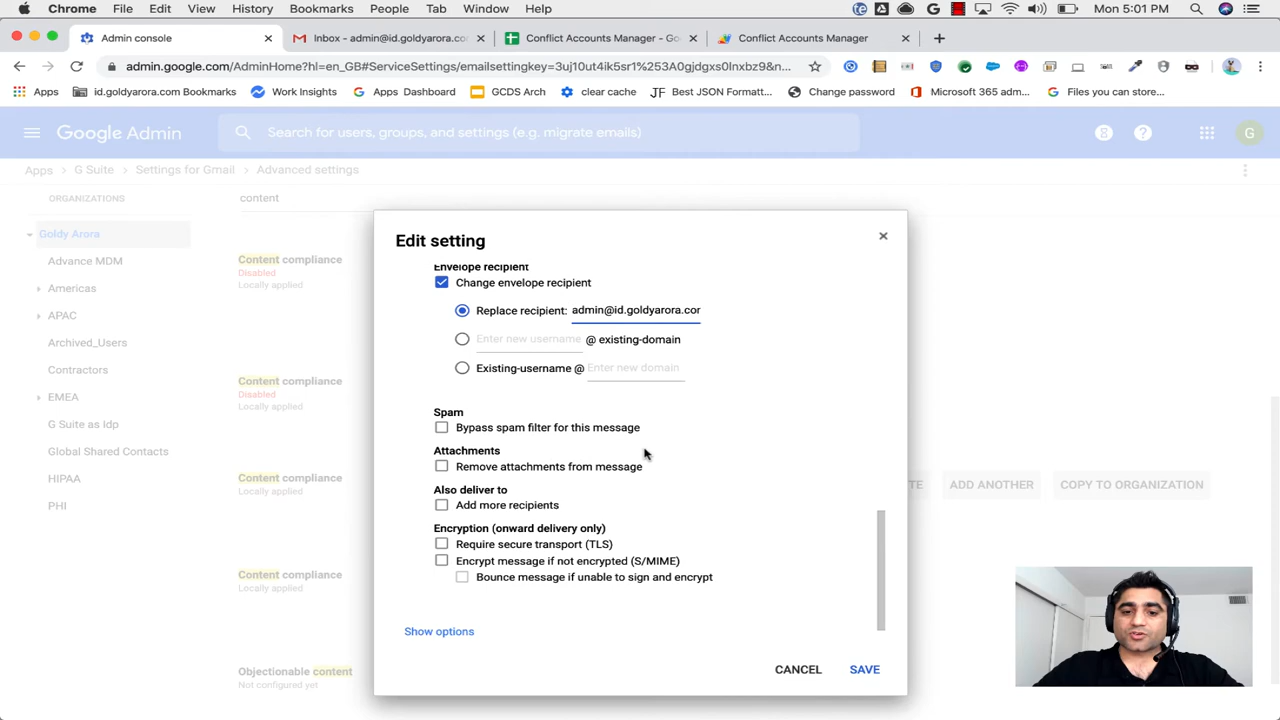 Chrome File Edit View History Bookmarks People Tab Window Help Mon 5:01 PM
Admin console Inbox - admin@id.goldyarora.co Conflict Accounts Manager - Go Conflict Accounts Manager
admin.google.com/AdminHome?hl=en_GB#ServiceSettings/emailsettingkey=3uj10ut4ik5sr1%253A0gjdgxs0lnxbz9&n...
Apps id.goldyarora.com Bookmarks Work Insights Apps Dashboard GCDS Arch clear cache JF Best JSON Formatt... Change password Microsoft 365 adm... Files you can store...
Google Admin Search for users, groups, and settings (e.g. migrate emails) 8 ? G
Apps > G Suite > Settings for Gmail > Advanced settings
ORGANIZATIONS
Goldy Arora
Advance MDM
Americas
APAC
Archived_Users
Contractors
EMEA
G Suite as Idp
Global Shared Contacts
HIPAA
PHI
content
Content compliance
Disabled
Locally applied
Content compliance
Disabled
Locally applied
Content compliance
Locally applied
TE ADD ANOTHER COPY TO ORGANIZATION
Content compliance
Locally applied
Objectionable content
Not configured yet
Edit setting
Envelope recipient
Change envelope recipient
Replace recipient: admin@id.goldyarora.cor
Enter new username @ existing-domain
Existing-username @ Enter new domain
Spam
Bypass spam filter for this message
Attachments
Remove attachments from message
Also deliver to
Add more recipients
Encryption (onward delivery only)
Require secure transport (TLS)
Encrypt message if not encrypted (S/MIME)
Bounce message if unable to sign and encrypt
Show options
CANCEL SAVE